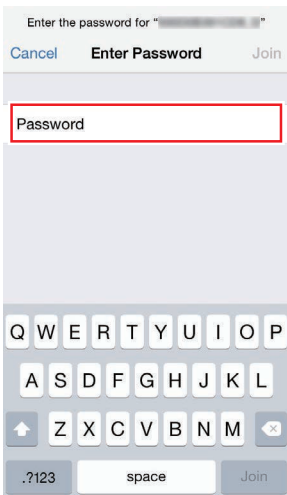 Enter the password for “ ”
Cancel Enter Password Join
Password
Q W E R T Y U I O P
A S D F G H J K L
Z X C V B N M
.?123 space Join